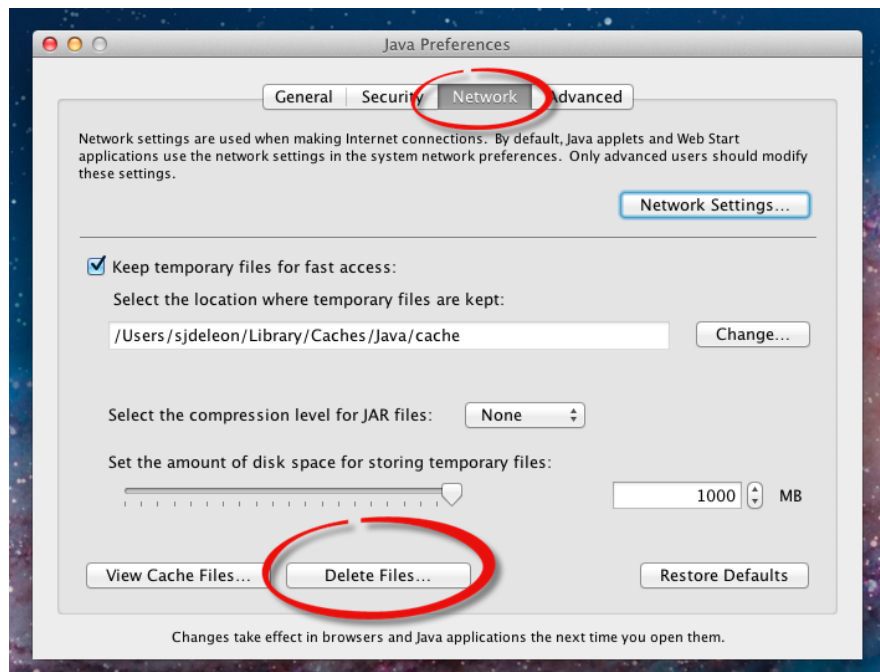 Java Preferences
General Security Network Advanced
Network settings are used when making Internet connections. By default, Java applets and Web Start
applications use the network settings in the system network preferences. Only advanced users should modify
these settings.
Network Settings...
Keep temporary files for fast access:
Select the location where temporary files are kept:
/Users/sjdeleon/Library/Caches/Java/cache Change...
Select the compression level for JAR files: None
Set the amount of disk space for storing temporary files:
1000 MB
View Cache Files... Delete Files... Restore Defaults
Changes take effect in browsers and Java applications the next time you open them.